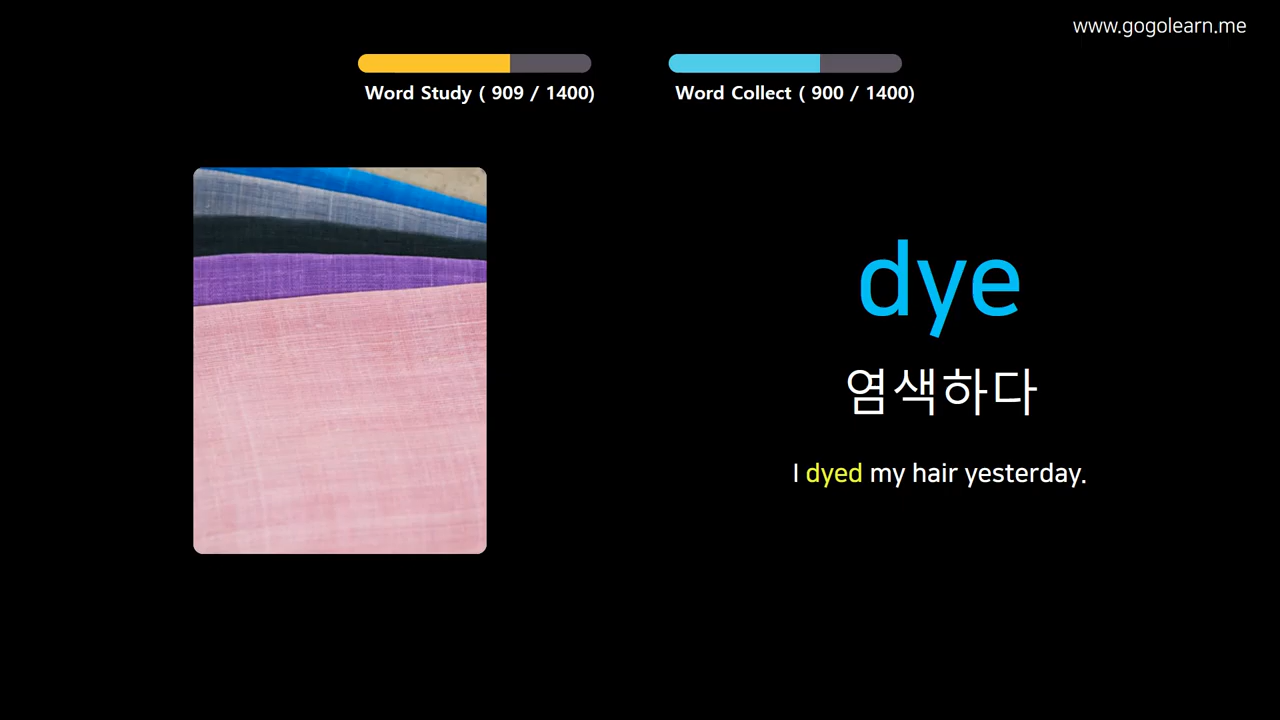 www.gogolearn.me
Word Study ( 909 / 1400)
Word Collect ( 900 / 1400)
dye
염색하다
I dyed my hair yesterday.